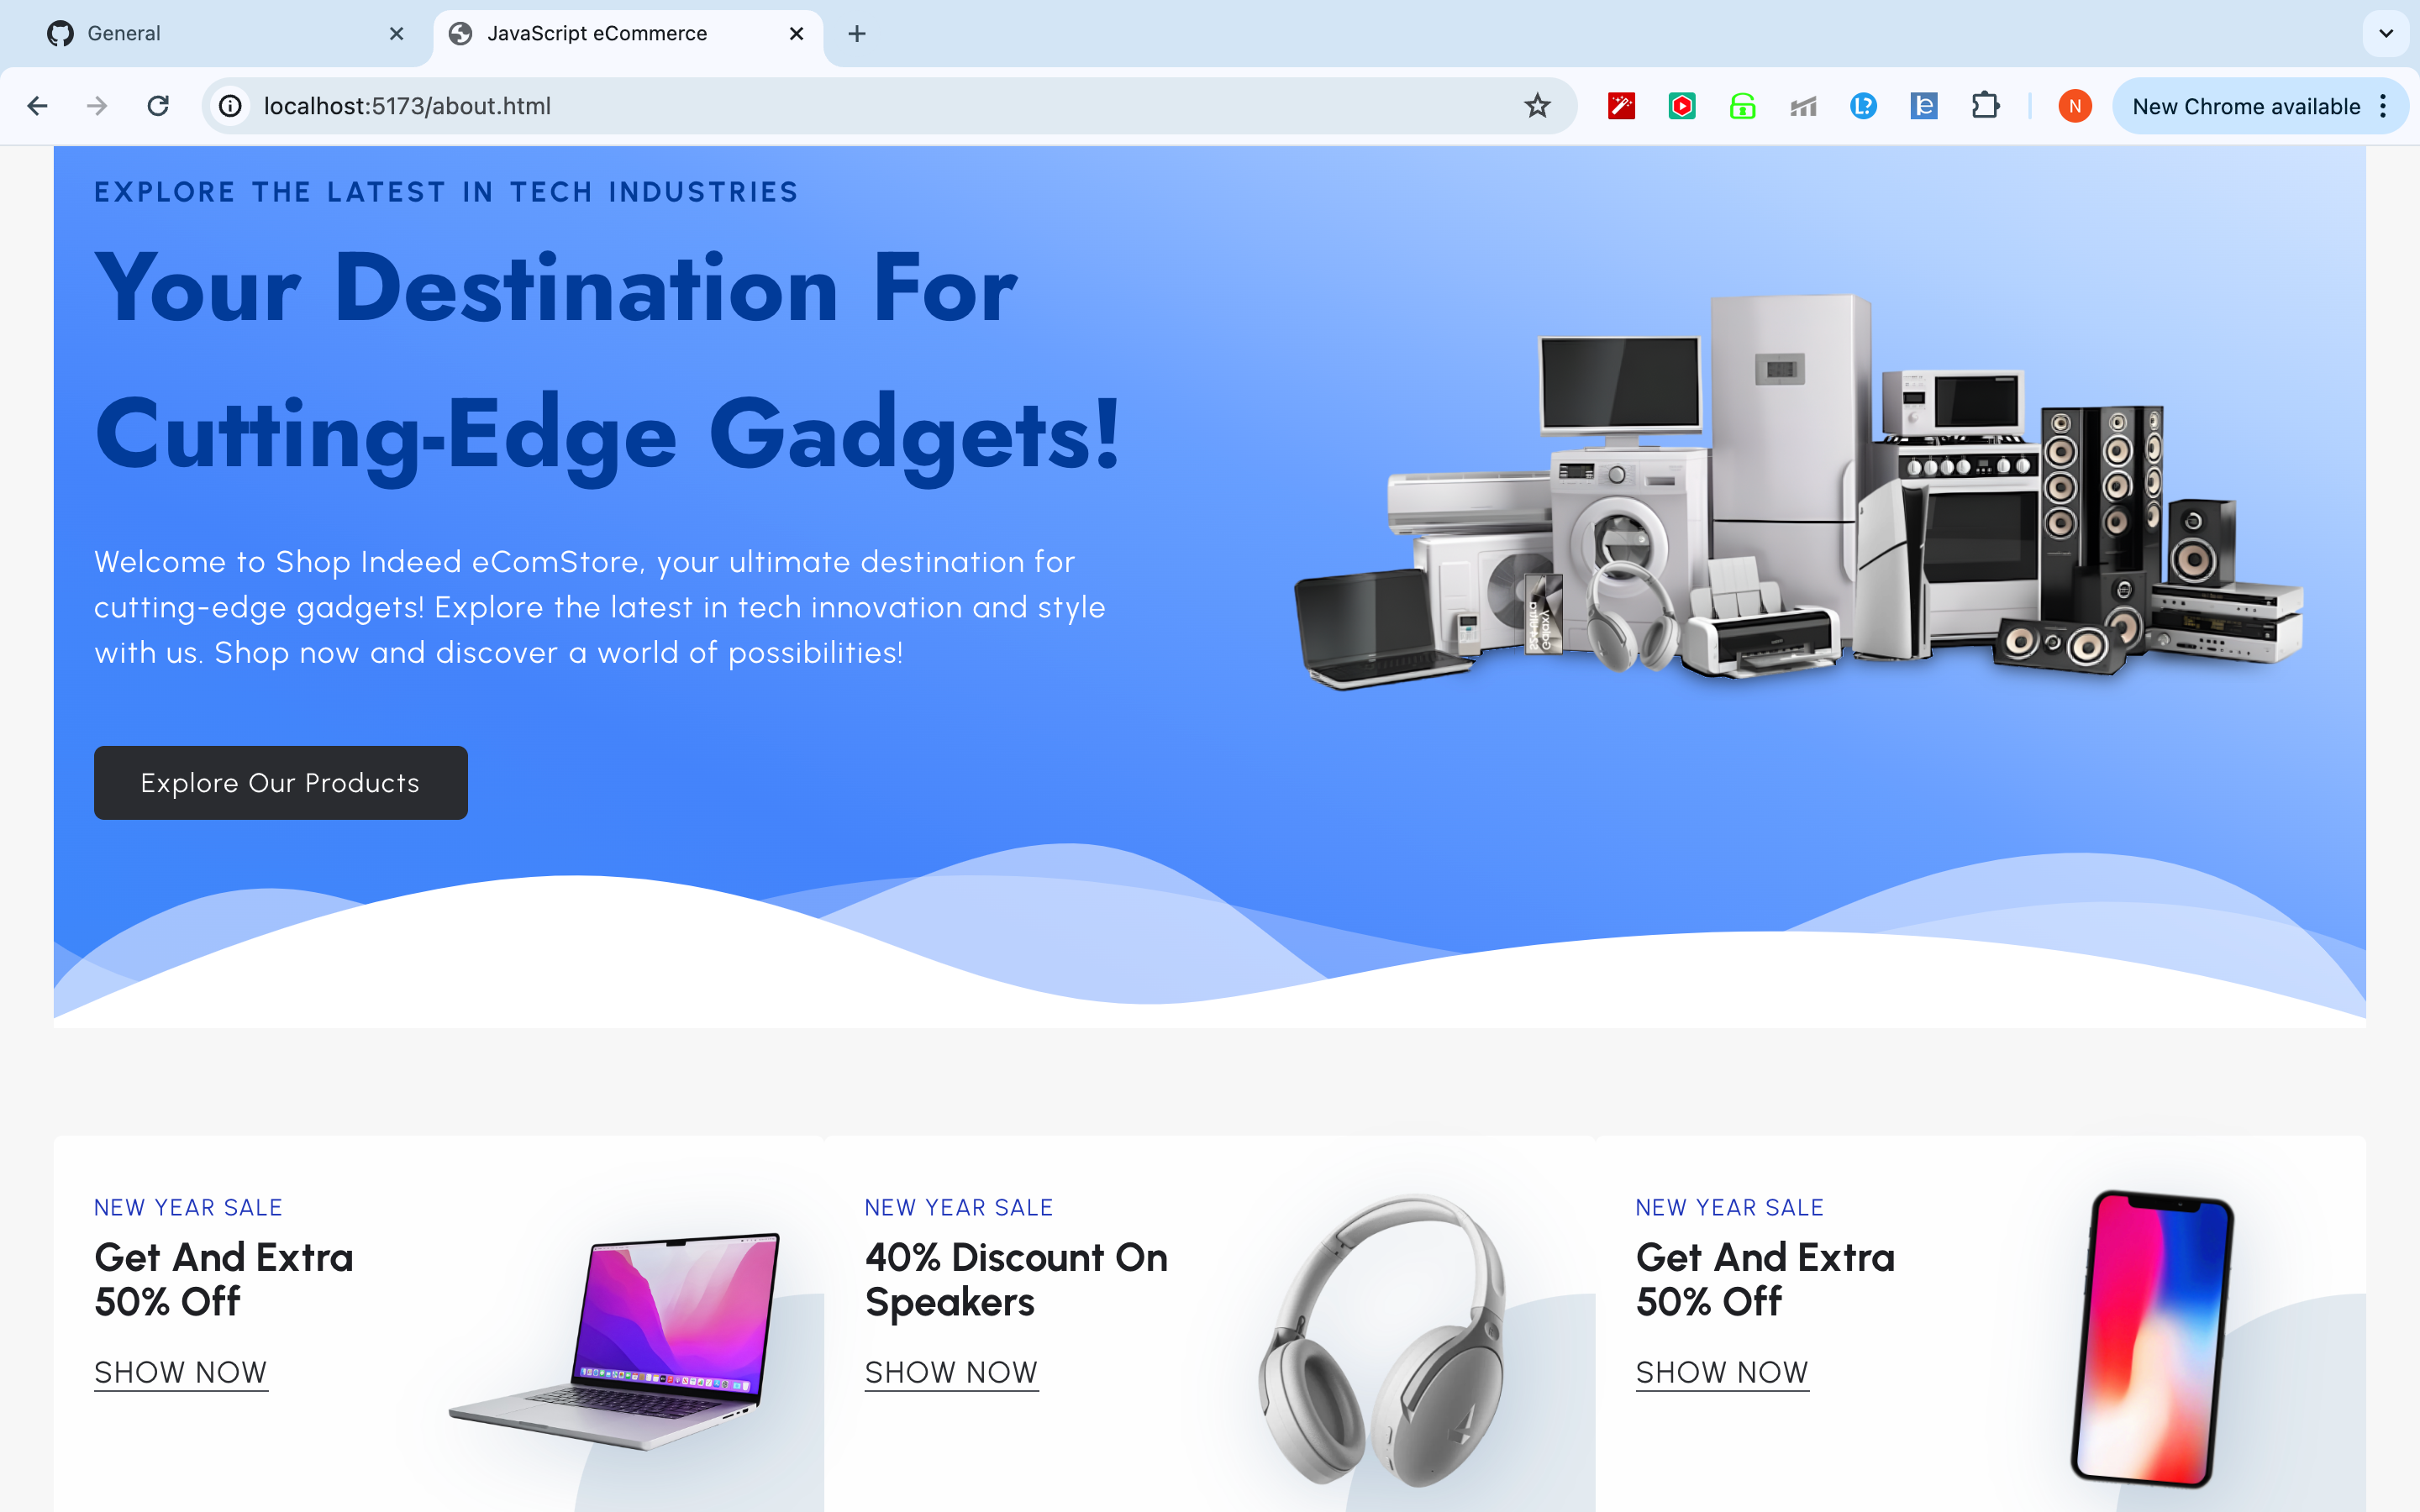 General
JavaScript eCommerce
localhost:5173/about.html
N
New Chrome available
EXPLORE THE LATEST IN TECH INDUSTRIES
Your Destination For
Cutting-Edge Gadgets!
Welcome to Shop Indeed eComStore, your ultimate destination for
cutting-edge gadgets! Explore the latest in tech innovation and style
with us. Shop now and discover a world of possibilities!
Galaxy
S24 Ultra
Explore Our Products
NEW YEAR SALE
Get And Extra
50% Off
SHOW NOW
NEW YEAR SALE
40% Discount On
Speakers
SHOW NOW
NEW YEAR SALE
Get And Extra
50% Off
SHOW NOW